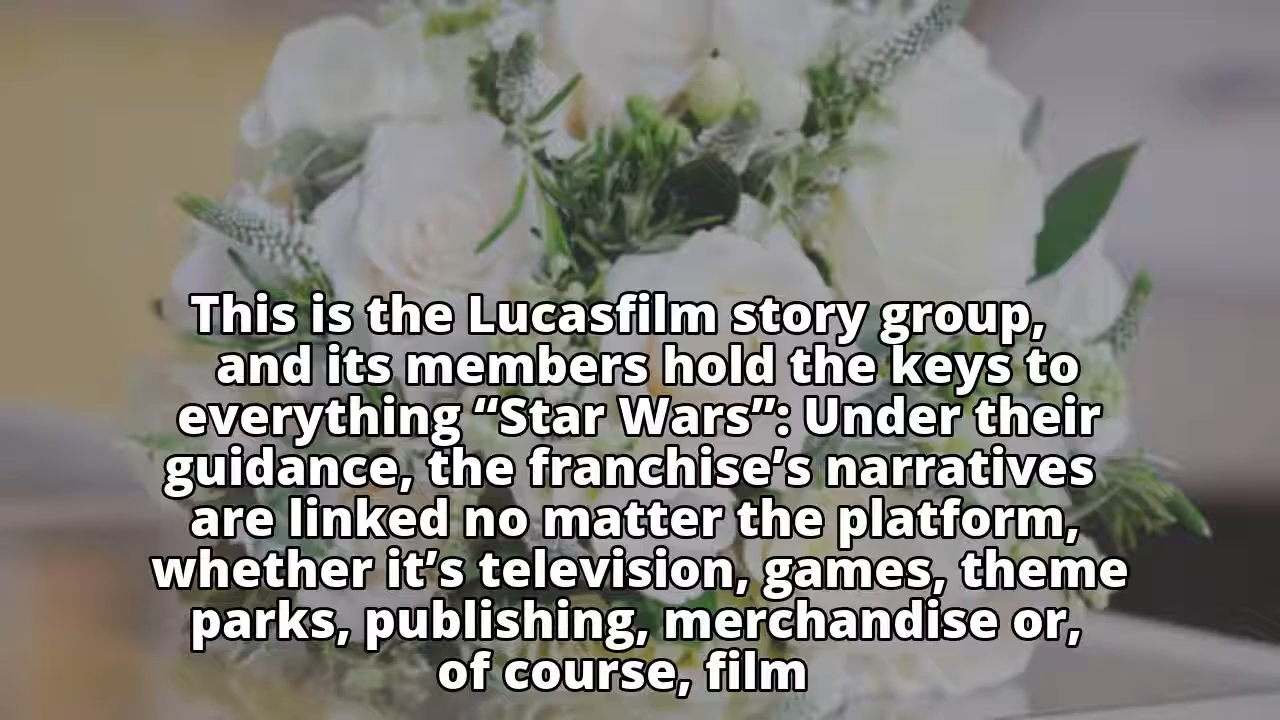 This is the Lucasfilm story group,
and its members hold the keys to
everything “Star Wars”: Under their
guidance, the franchise’s narratives
are linked no matter the platform,
whether it’s television, games, theme
parks, publishing, merchandise or,
of course, film